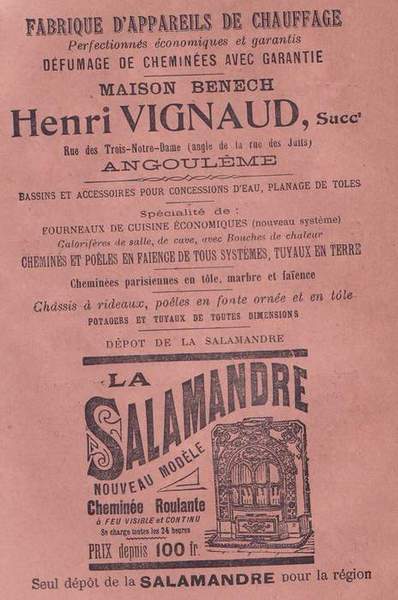 FABRIQUE D'APPAREILS DE CHAUFFAGE
Perfectionnés économiques et garantis
DÉFUMAGE DE CHEMINÉES AVEC GARANTIE
MAISON BENECH
Henri VIGNAUD, Succʳ
Rue des Trois-Notre-Dame (angle de la rue des Juifs)
ANGOULÊME
BASSINS ET ACCESSOIRES POUR CONCESSIONS D'EAU, PLANAGE DE TOLES
Spécialité de :
FOURNEAUX DE CUISINE ÉCONOMIQUES (nouveau système)
Calorifères de salle, de cave, avec Bouches de chaleur
CHEMINÉS ET POÊLES EN FAIENCE DE TOUS SYSTÈMES, TUYAUX EN TERRE
Cheminées parisiennes en tôle, marbre et faïence
Châssis à rideaux, poêles en fonte ornée et en tôle
POTAGERS ET TUYAUX DE TOUTES DIMENSIONS
DÉPOT DE LA SALAMANDRE
LA
SALAMANDRE
NOUVEAU MODÈLE
Cheminée Roulante
à FEU VISIBLE et CONTINU
Se charge toutes les 24 heures
PRIX depuis 100 fr.
Seul dépôt de la SALAMANDRE pour la région